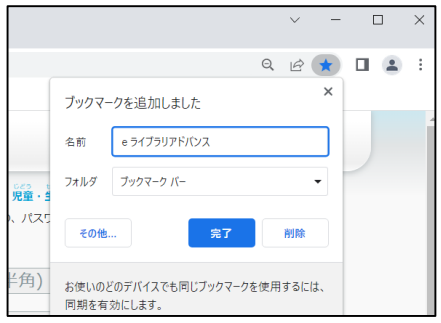 ブックマークを追加しました
名前
e ライブラリアドバンス
フォルダ
ブックマーク バー
じどう
児童・
、パスワ
その他...
完了
削除
半角)
お使いのどのデバイスでも同じブックマークを使用するには、
同期を有効にします。